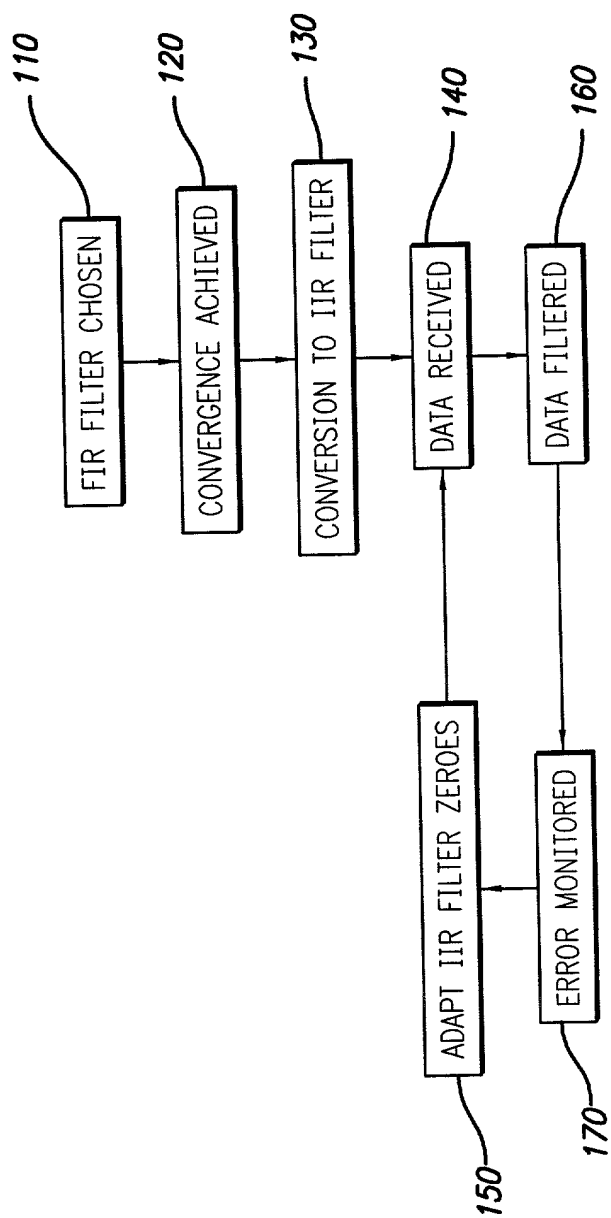 FIR FILTER CHOSEN
110
CONVERGENCE ACHIEVED
120
CONVERSION TO IIR FILTER
130
DATA RECEIVED
140
ADAPT IIR FILTER ZEROES
150
DATA FILTERED
160
ERROR MONITORED
170